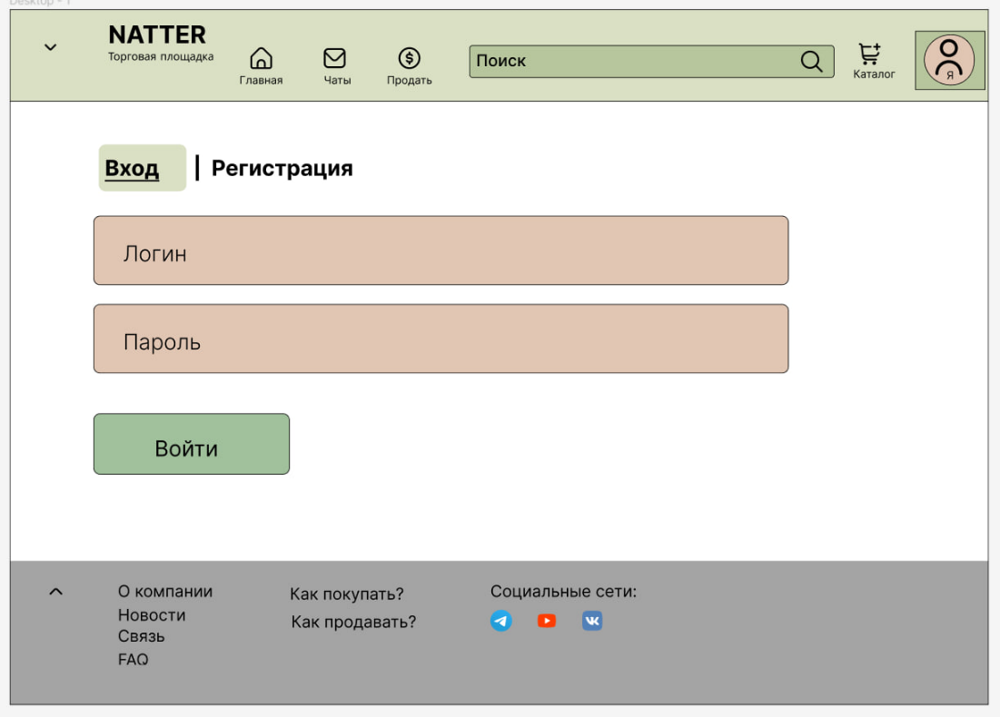 Desktop - 1
NATTER
Торговая площадка
Главная
Чаты
Продать
Поиск
Каталог
Я
Вход | Регистрация
Логин
Пароль
Войти
О компании
Новости
Связь
FAQ
Как покупать?
Как продавать?
Социальные сети: